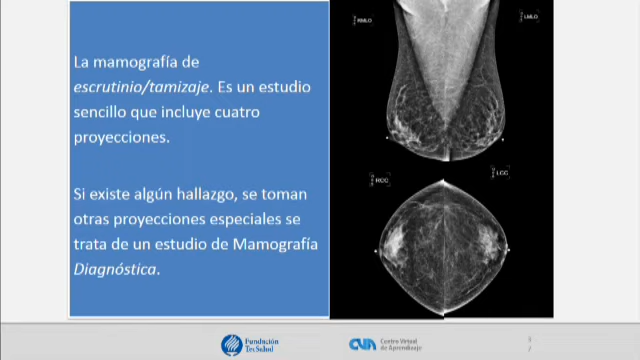 La mamografía de
escrutinio/tamizaje. Es un estudio
sencillo que incluye cuatro
proyecciones.
Si existe algún hallazgo, se toman
otras proyecciones especiales se
trata de un estudio de Mamografía
Diagnóstica.
RMLO
LMLO
RCC
LCC
Fundación
TecSalud
CVA
Centro Virtual
de Aprendizaje